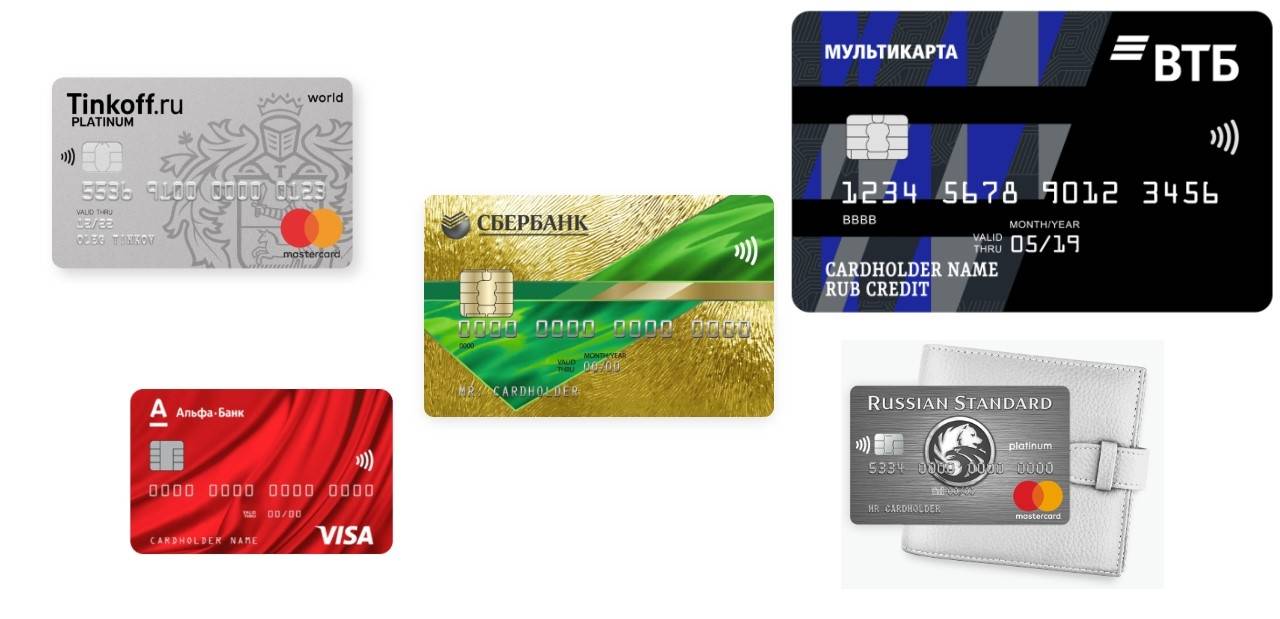 Tinkoff.ru
world
PLATINUM
5536 9100 0000 0123
VALID THRU
12/22
OLEG TINKOV
mastercard.
СБЕРБАНК
0000 0000 0000 0000
0000
MONTH/YEAR
VALID THRU 00/00
MR. CARDHOLDER
МУЛЬТИКАРТА
ВТБ
1234 5678 9012 3456
BBBB
MONTH/YEAR
VALID THRU 05/19
CARDHOLDER NAME
RUB CREDIT
А Альфа·Банк
0000 0000 0000 0000
VALID THRU 00/00
CARDHOLDER NAME
VISA
RUSSIAN STANDARD
platinum
5334 0000 0000 0000
00/00
MR CARDHOLDER
mastercard.